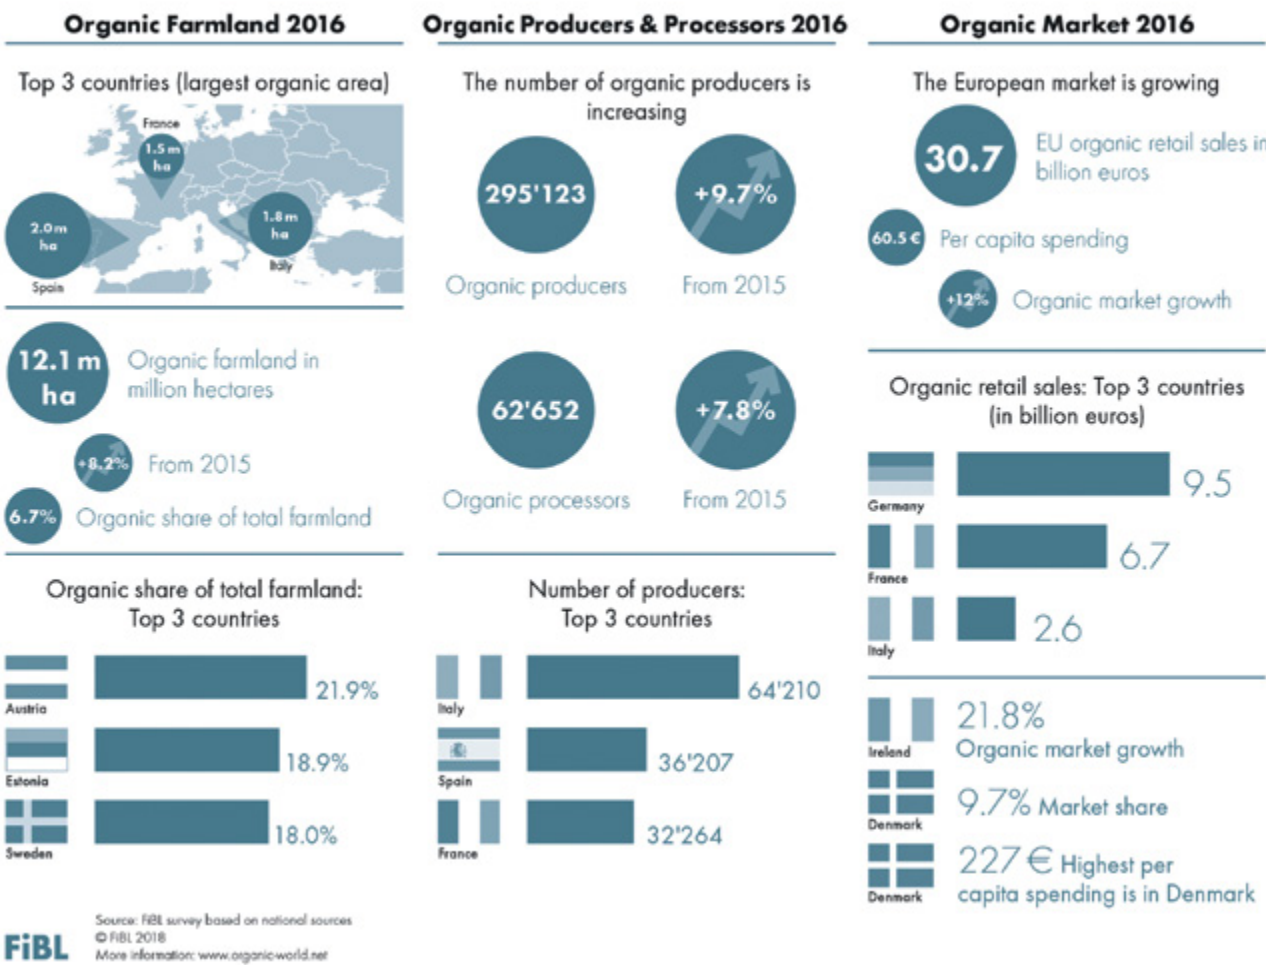 Organic Farmland 2016
Top 3 countries (largest organic area)
France
1.5 m
ha
2.0 m
ha
1.8 m
ha
Italy
Spain
12.1 m
ha
Organic farmland in
million hectares
+8.2%
From 2015
6.7%
Organic share of total farmland
Organic share of total farmland:
Top 3 countries
Austria
21.9%
Estonia
18.9%
Sweden
18.0%
Organic Producers & Processors 2016
The number of organic producers is
increasing
295'123
+9.7%
Organic producers
From 2015
62'652
+7.8%
Organic processors
From 2015
Number of producers:
Top 3 countries
Italy
64'210
Spain
36'207
France
32'264
Organic Market 2016
The European market is growing
30.7
EU organic retail sales in
billion euros
60.5 €
Per capita spending
+12%
Organic market growth
Organic retail sales: Top 3 countries
(in billion euros)
Germany
9.5
France
6.7
Italy
2.6
Ireland
21.8%
Organic market growth
Denmark
9.7% Market share
Denmark
227 € Highest per
capita spending is in Denmark
FiBL
Source: FiBL survey based on national sources
© FiBL 2018
More information: www.organic-world.net